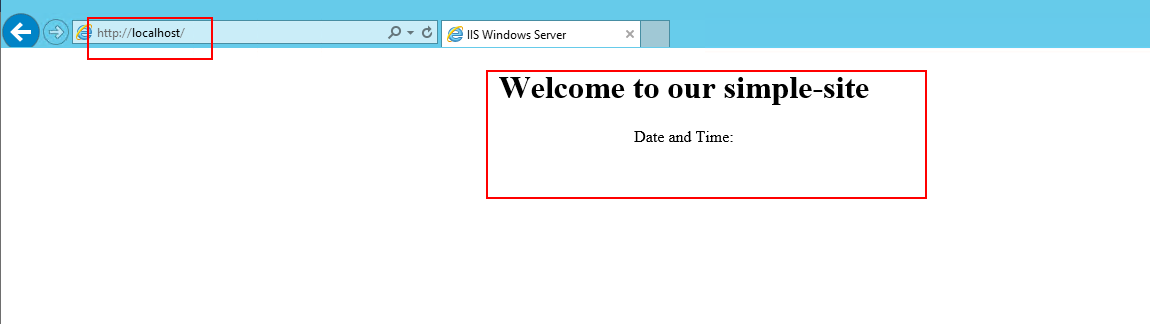 http://localhost/
IIS Windows Server
Welcome to our simple-site
Date and Time: